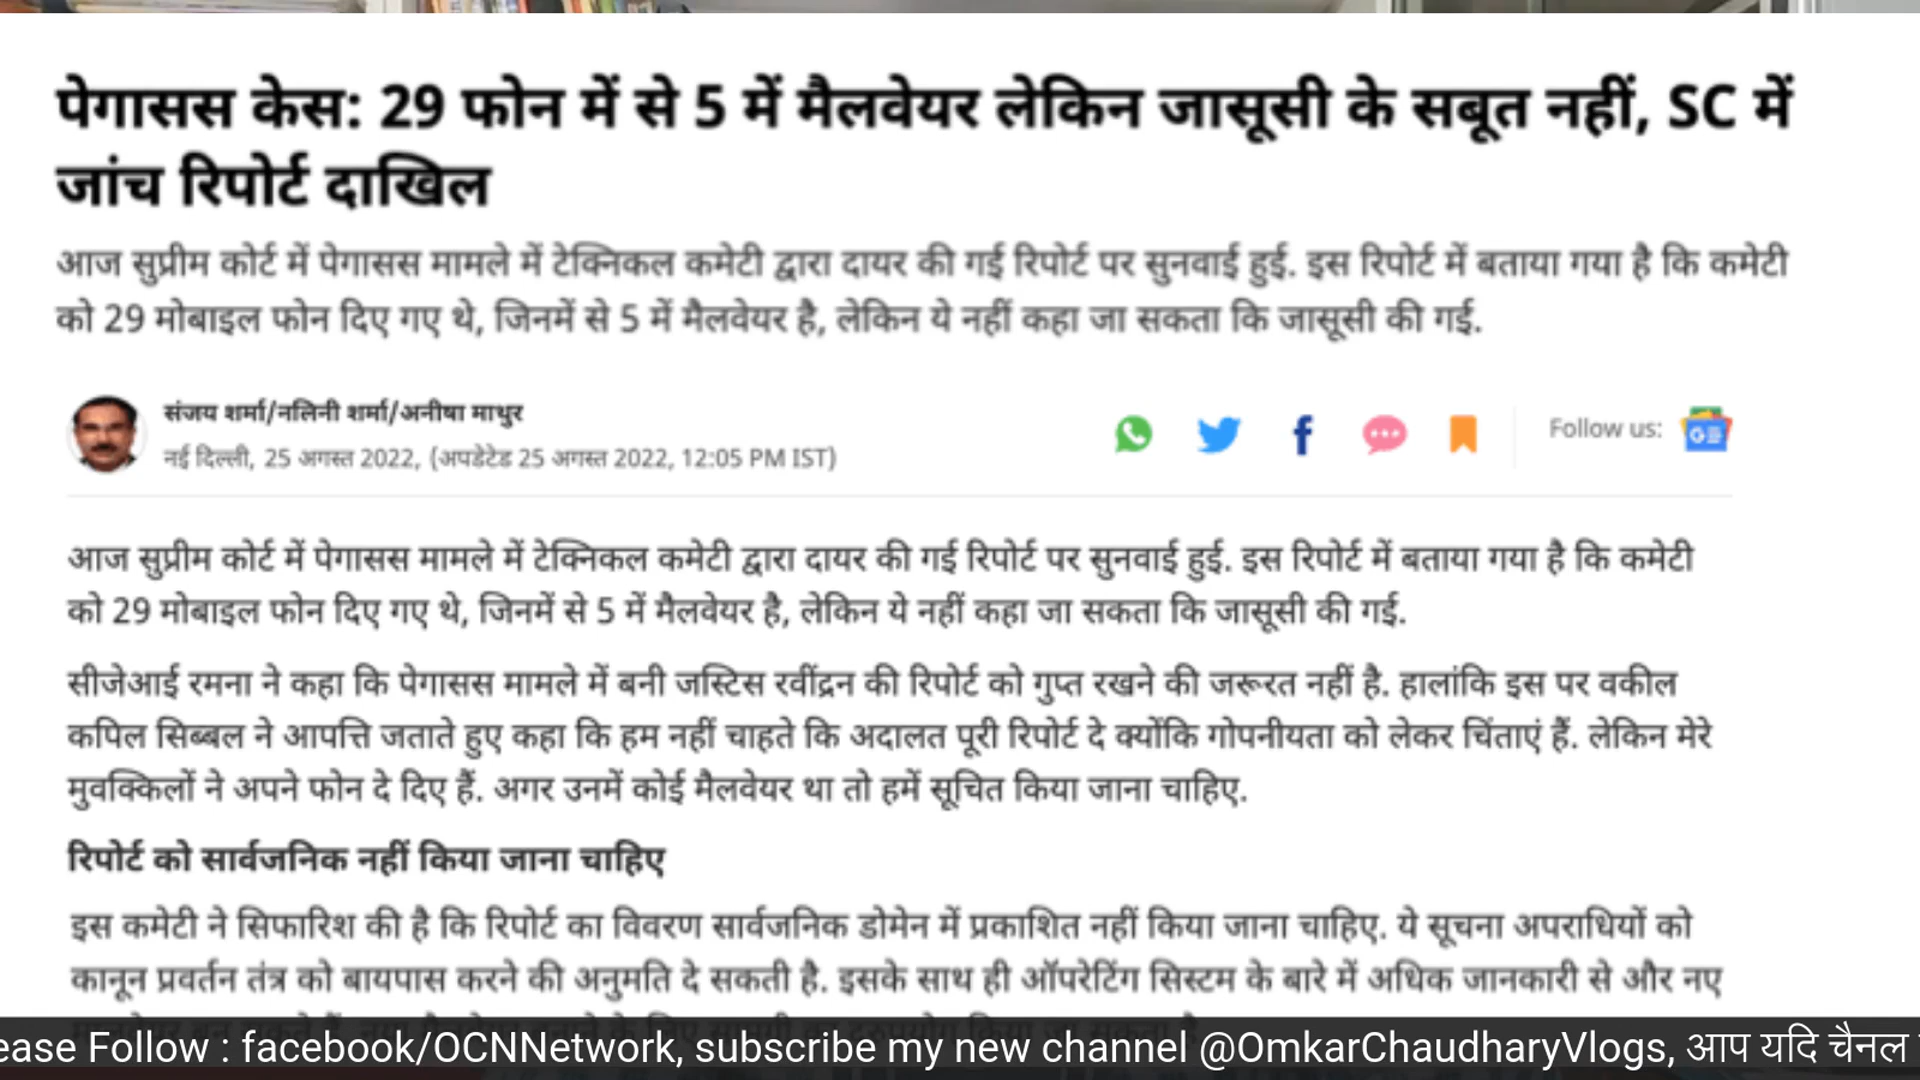 पेगासस केस: 29 फोन में से 5 में मैलवेयर लेकिन जासूसी के सबूत नहीं, SC में
जांच रिपोर्ट दाखिल
आज सुप्रीम कोर्ट में पेगासस मामले में टेक्निकल कमेटी द्वारा दायर की गई रिपोर्ट पर सुनवाई हुई. इस रिपोर्ट में बताया गया है कि कमेटी
को 29 मोबाइल फोन दिए गए थे, जिनमें से 5 में मैलवेयर है, लेकिन ये नहीं कहा जा सकता कि जासूसी की गई.
संजय शर्मा/नलिनी शर्मा/अनीषा माथुर
नई दिल्ली, 25 अगस्त 2022, (अपडेटेड 25 अगस्त 2022, 12:05 PM IST)
Follow us:
आज सुप्रीम कोर्ट में पेगासस मामले में टेक्निकल कमेटी द्वारा दायर की गई रिपोर्ट पर सुनवाई हुई. इस रिपोर्ट में बताया गया है कि कमेटी
को 29 मोबाइल फोन दिए गए थे, जिनमें से 5 में मैलवेयर है, लेकिन ये नहीं कहा जा सकता कि जासूसी की गई.
सीजेआई रमना ने कहा कि पेगासस मामले में बनी जस्टिस रवींद्रन की रिपोर्ट को गुप्त रखने की जरूरत नहीं है. हालांकि इस पर वकील
कपिल सिब्बल ने आपत्ति जताते हुए कहा कि हम नहीं चाहते कि अदालत पूरी रिपोर्ट दे क्योंकि गोपनीयता को लेकर चिंताएं हैं. लेकिन मेरे
मुवक्किलों ने अपने फोन दे दिए हैं. अगर उनमें कोई मैलवेयर था तो हमें सूचित किया जाना चाहिए.
रिपोर्ट को सार्वजनिक नहीं किया जाना चाहिए
इस कमेटी ने सिफारिश की है कि रिपोर्ट का विवरण सार्वजनिक डोमेन में प्रकाशित नहीं किया जाना चाहिए. ये सूचना अपराधियों को
कानून प्रवर्तन तंत्र को बायपास करने की अनुमति दे सकती है. इसके साथ ही ऑपरेटिंग सिस्टम के बारे में अधिक जानकारी से और नए
ease Follow : facebook/OCNNetwork, subscribe my new channel @OmkarChaudharyVlogs, आप यदि चैनल